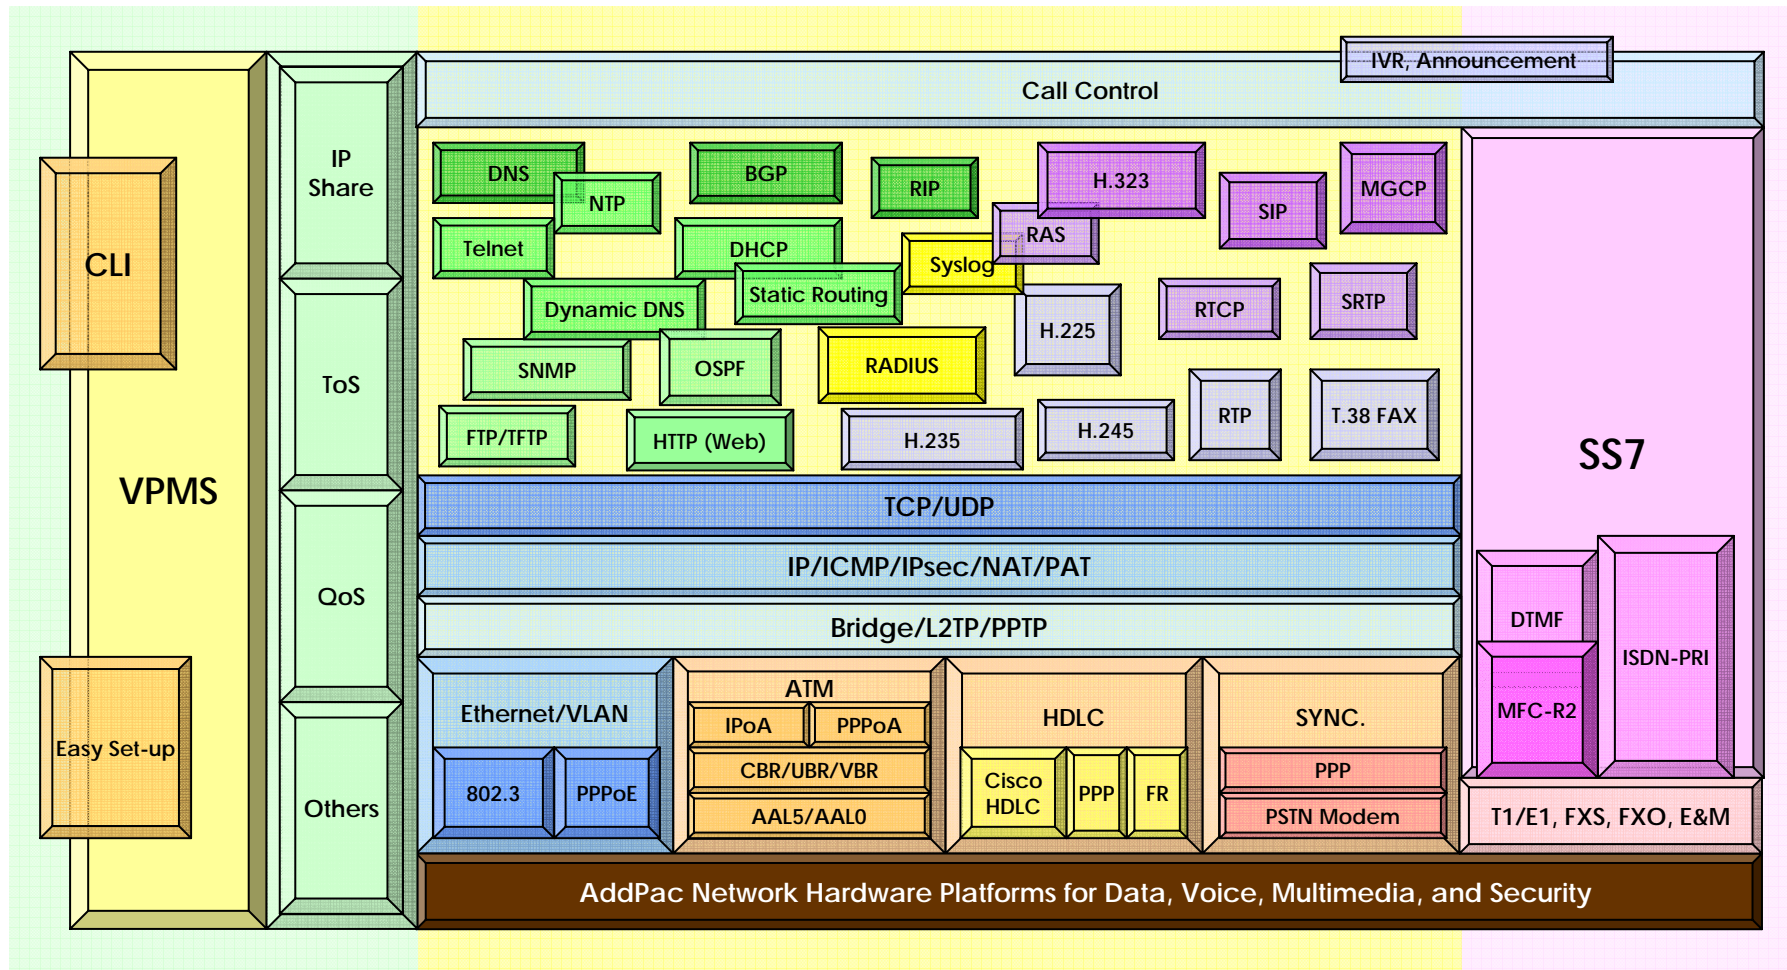 IVR, Announcement
Call Control
VPMS
CLI
Easy Set-up
IP
Share
ToS
QoS
Others
DNS
NTP
BGP
RIP
H.323
SIP
MGCP
Telnet
DHCP
Syslog
RAS
Dynamic DNS
Static Routing
H.225
RTCP
SRTP
SNMP
OSPF
RADIUS
RTP
T.38 FAX
FTP/TFTP
HTTP (Web)
H.235
H.245
TCP/UDP
IP/ICMP/IPsec/NAT/PAT
Bridge/L2TP/PPTP
Ethernet/VLAN
802.3
PPPoE
ATM
IPoA
PPPoA
CBR/UBR/VBR
AAL5/AAL0
HDLC
Cisco
HDLC
PPP
FR
SYNC.
PPP
PSTN Modem
SS7
DTMF
MFC-R2
ISDN-PRI
T1/E1, FXS, FXO, E&M
AddPac Network Hardware Platforms for Data, Voice, Multimedia, and Security